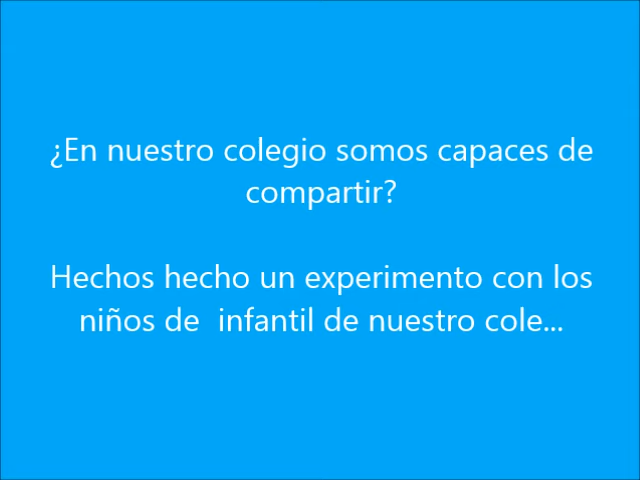 ¿En nuestro colegio somos capaces de
compartir?
Hechos hecho un experimento con los
niños de  infantil de nuestro cole...